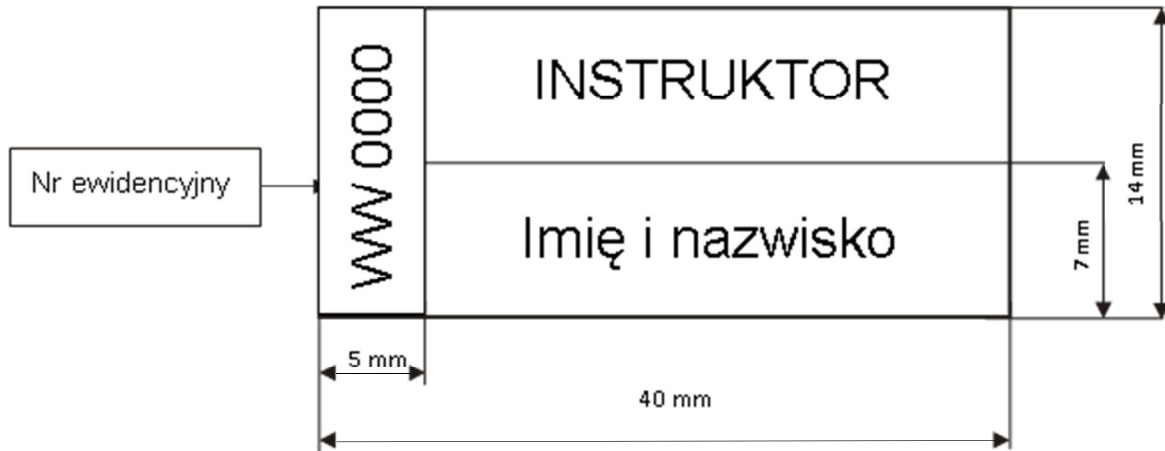 INSTRUKTOR
WW 0000
Nr ewidencyjny
Imię i nazwisko
14 mm
7 mm
5 mm
40 mm